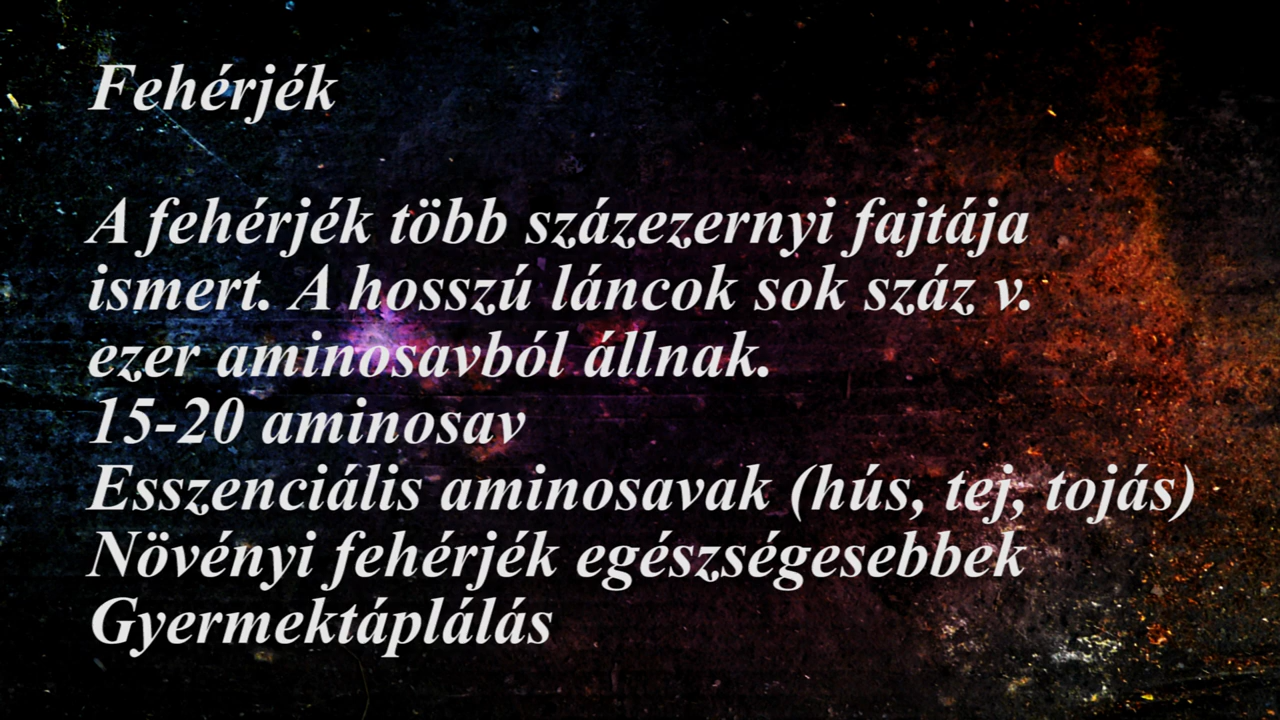 Fehérjék
A fehérjék több százezernyi fajtája
ismert. A hosszú láncok sok száz v.
ezer aminosavból állnak.
15-20 aminosav
Esszenciális aminosavak (hús, tej, tojás)
Növényi fehérjék egészségesebbek
Gyermektáplálás